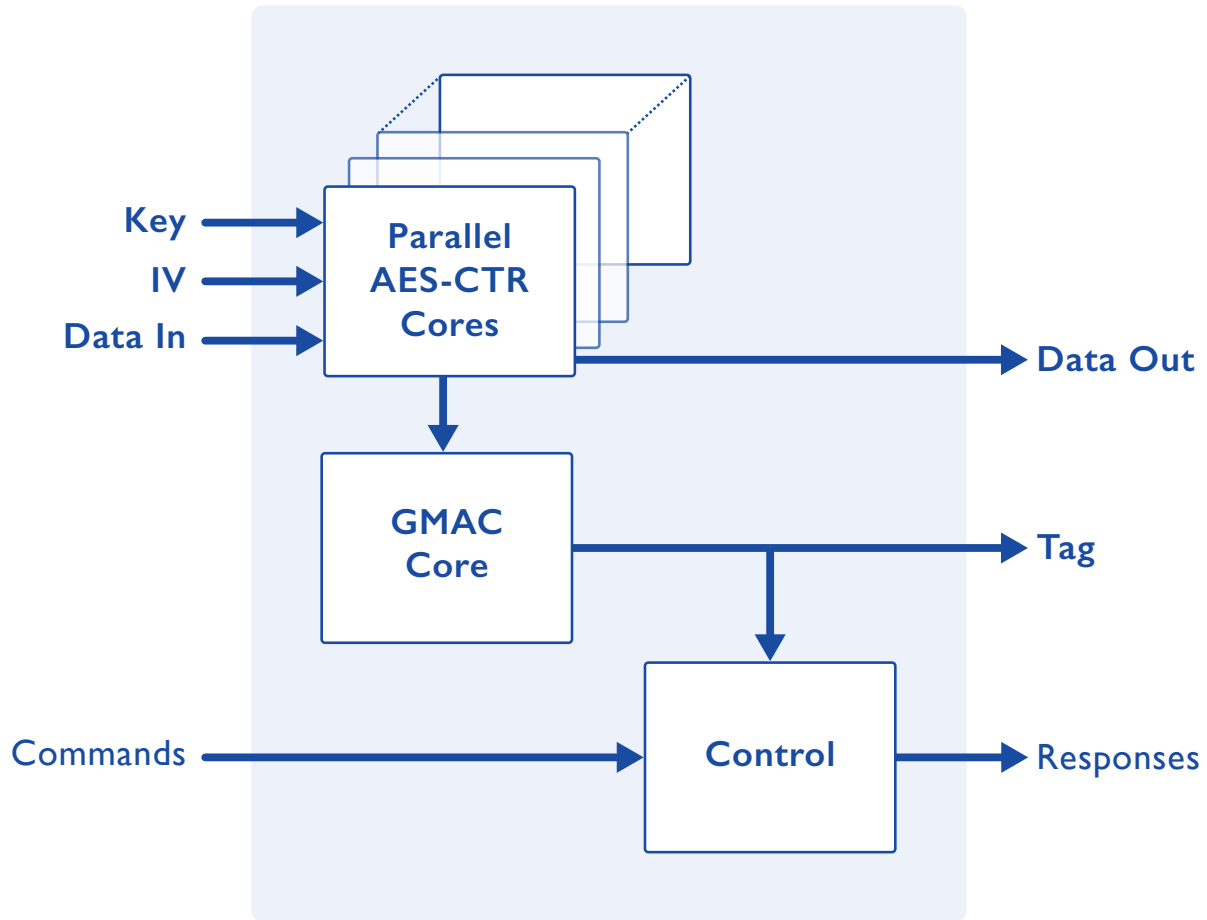 Key
IV
Data In
Parallel
AES-CTR
Cores
Data Out
GMAC
Core
Tag
Commands
Control
Responses